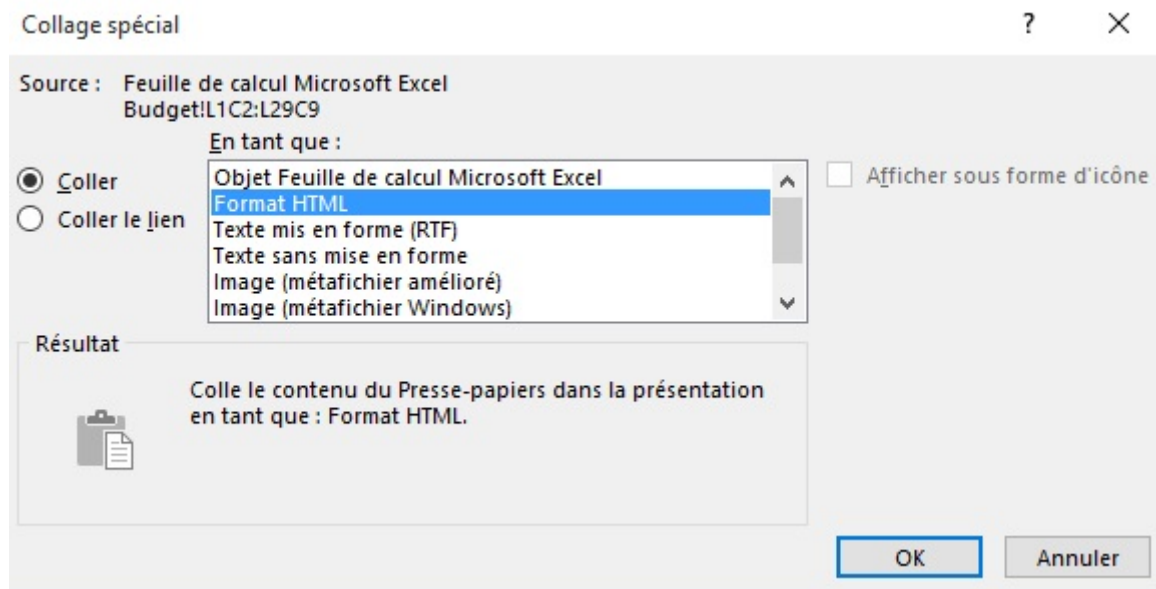 Collage spécial
?
Source : Feuille de calcul Microsoft Excel
Budget!L1C2:L29C9
En tant que :
Coller
Coller le lien
Objet Feuille de calcul Microsoft Excel
Format HTML
Texte mis en forme (RTF)
Texte sans mise en forme
Image (métafichier amélioré)
Image (métafichier Windows)
Afficher sous forme d'icône
Résultat
Colle le contenu du Presse-papiers dans la présentation
en tant que : Format HTML.
OK
Annuler